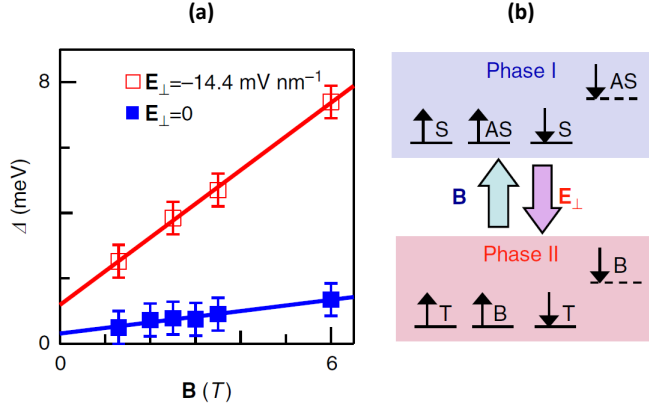 (a)
8
E⊥=−14.4 mV nm⁻¹
E⊥=0
Δ (meV)
0
0
6
B (T)
(b)
Phase I
AS
S
AS
S
B
E⊥
Phase II
B
T
B
T